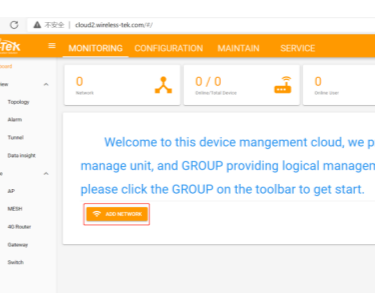 不安全 | cloud2.wireless-tek.com/#/
Tek
MONITORING CONFIGURATION MAINTAIN SERVICE
0
Network
0 / 0
Online/Total Device
0
Online User
Topology
Alarm
Tunnel
Data insight
AP
MESH
4G Router
Gateway
Switch
Welcome to this device mangement cloud, we p
manage unit, and GROUP providing logical managen
please click the GROUP on the toolbar to get start.
ADD NETWORK